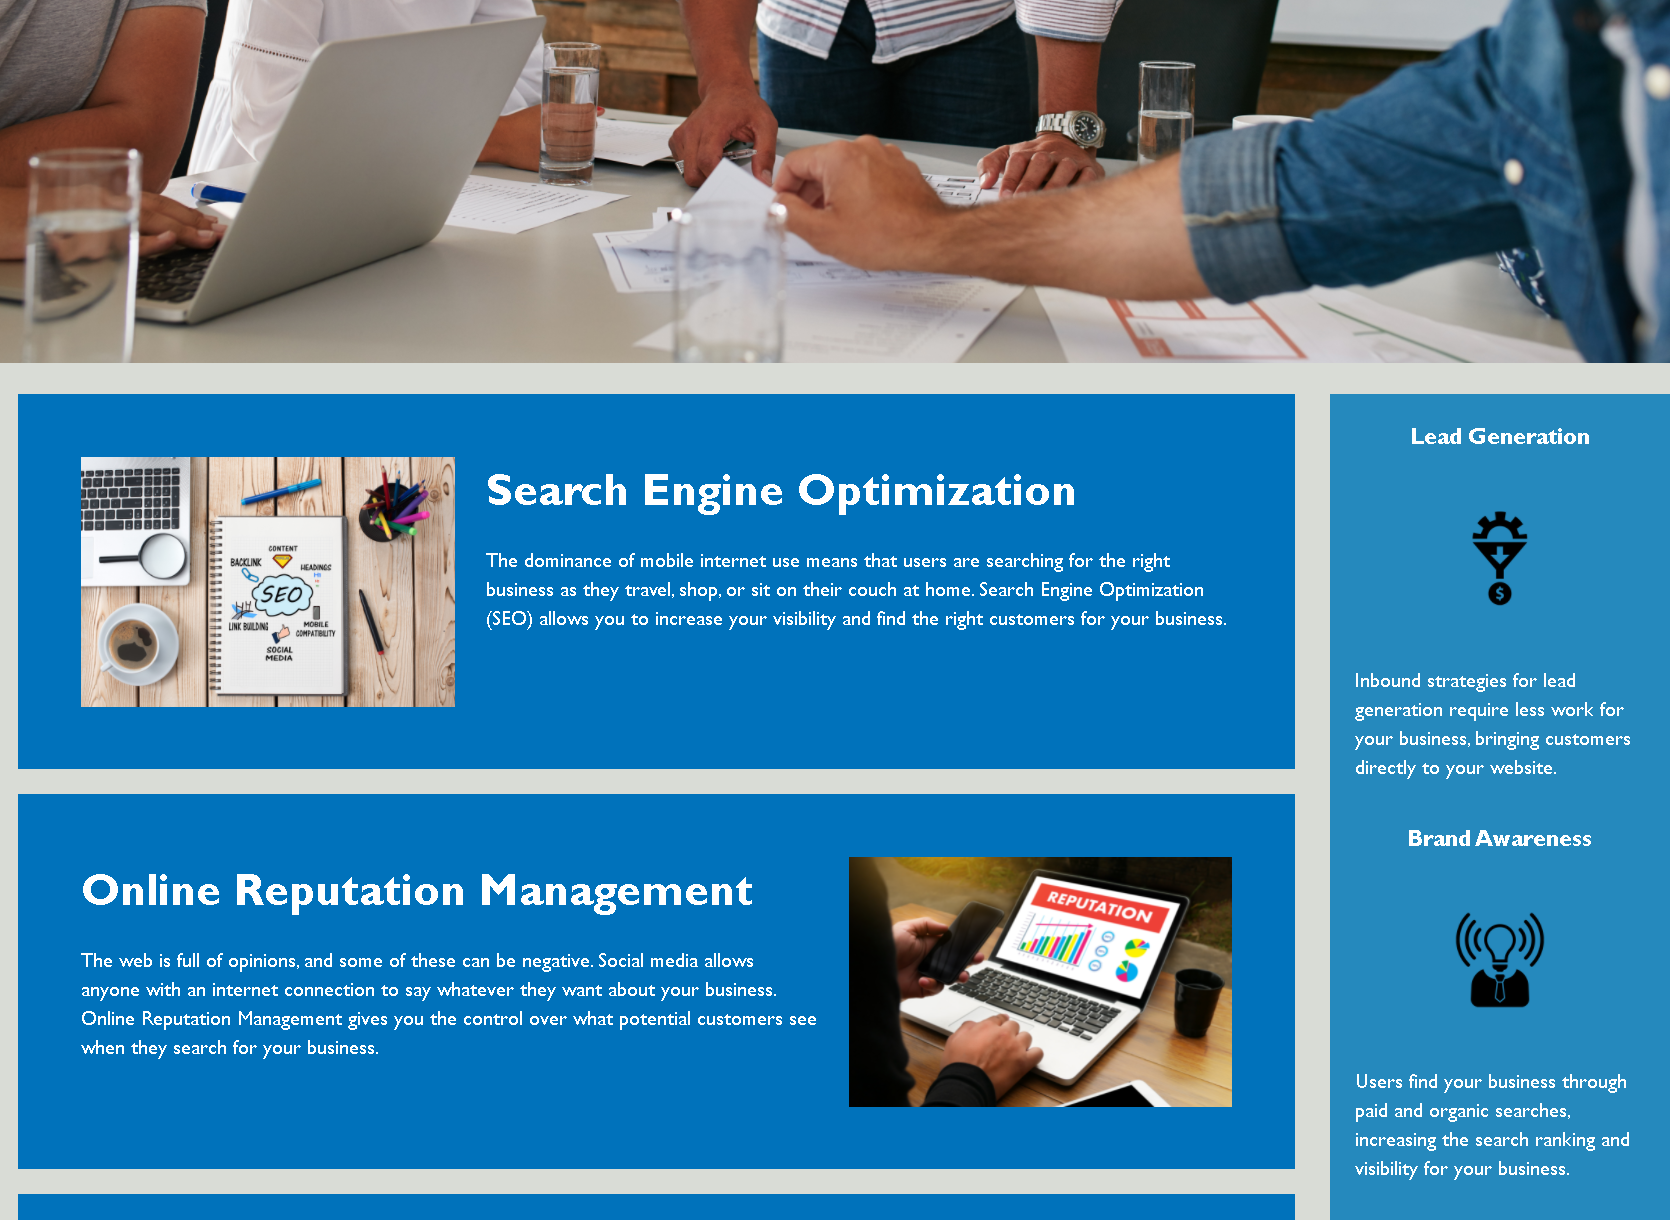 Search Engine Optimization
The dominance of mobile internet use means that users are searching for the right
business as they travel, shop, or sit on their couch at home. Search Engine Optimization
(SEO) allows you to increase your visibility and find the right customers for your business.
CONTENT
BACKLINK
HEADINGS
H1
SEO
LINK BUILDING
MOBILE
COMPATIBILITY
SOCIAL
MEDIA
Online Reputation Management
The web is full of opinions, and some of these can be negative. Social media allows
anyone with an internet connection to say whatever they want about your business.
Online Reputation Management gives you the control over what potential customers see
when they search for your business.
REPUTATION
Lead Generation
$
Inbound strategies for lead
generation require less work for
your business, bringing customers
directly to your website.
Brand Awareness
Users find your business through
paid and organic searches,
increasing the search ranking and
visibility for your business.